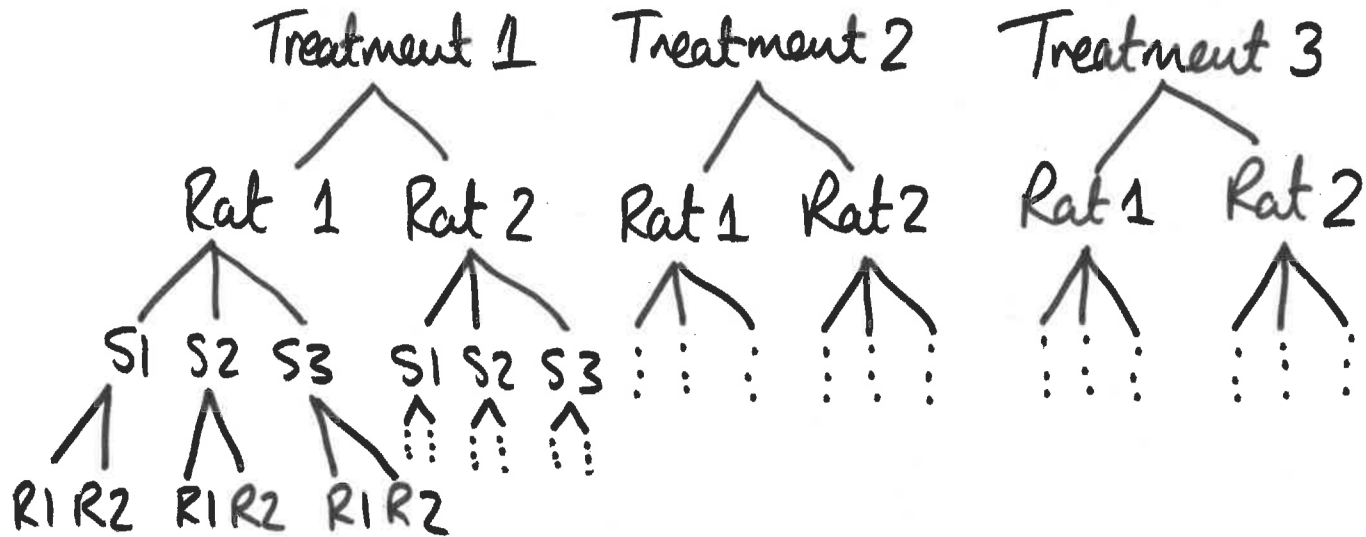 Treatment 1 Treatment 2 Treatment 3
Rat 1 Rat 2 Rat 1 Rat 2 Rat 1 Rat 2
S1 S2 S3 S1 S2 S3
R1 R2 R1 R2 R1 R2